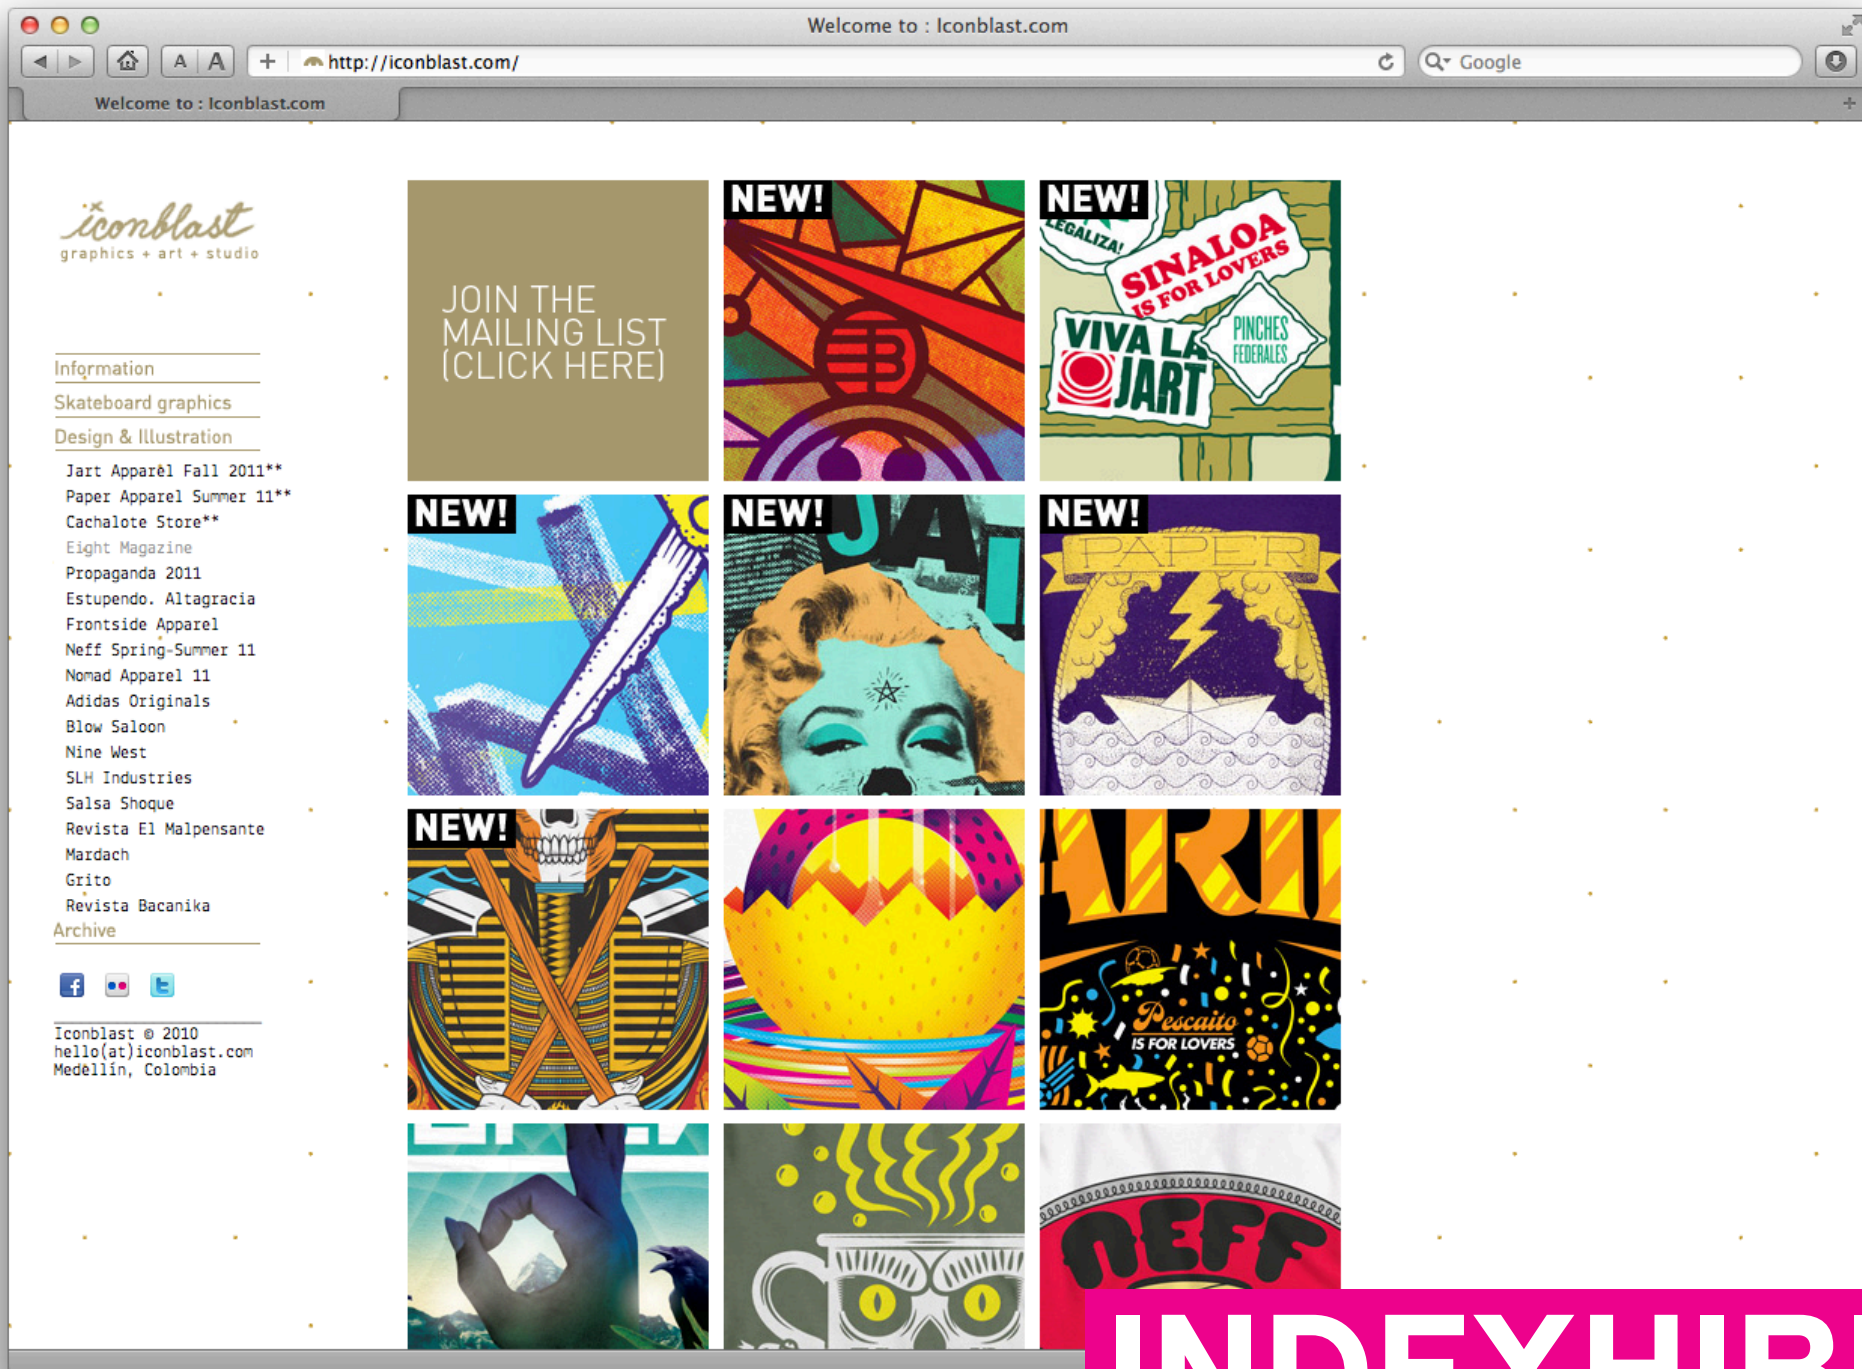 Welcome to : Iconblast.com
A A
http://iconblast.com/
Google
Welcome to : Iconblast.com
iconblast
graphics + art + studio
Information
Skateboard graphics
Design & Illustration
Jart Apparel Fall 2011**
Paper Apparel Summer 11**
Cachalote Store**
Eight Magazine
Propaganda 2011
Estupendo. Altagracia
Frontside Apparel
Neff Spring-Summer 11
Nomad Apparel 11
Adidas Originals
Blow Saloon
Nine West
SLH Industries
Salsa Shoque
Revista El Malpensante
Mardach
Grito
Revista Bacanika
Archive
Iconblast © 2010
hello(at)iconblast.com
Medellín, Colombia
JOIN THE
MAILING LIST
(CLICK HERE)
NEW!
NEW!
LEGALIZA!
SINALOA
IS FOR LOVERS
VIVA LA
JART
PINCHES
FEDERALES
NEW!
NEW!
JA
NEW!
PAPER
NEW!
Pescaito
IS FOR LOVERS
NEFF